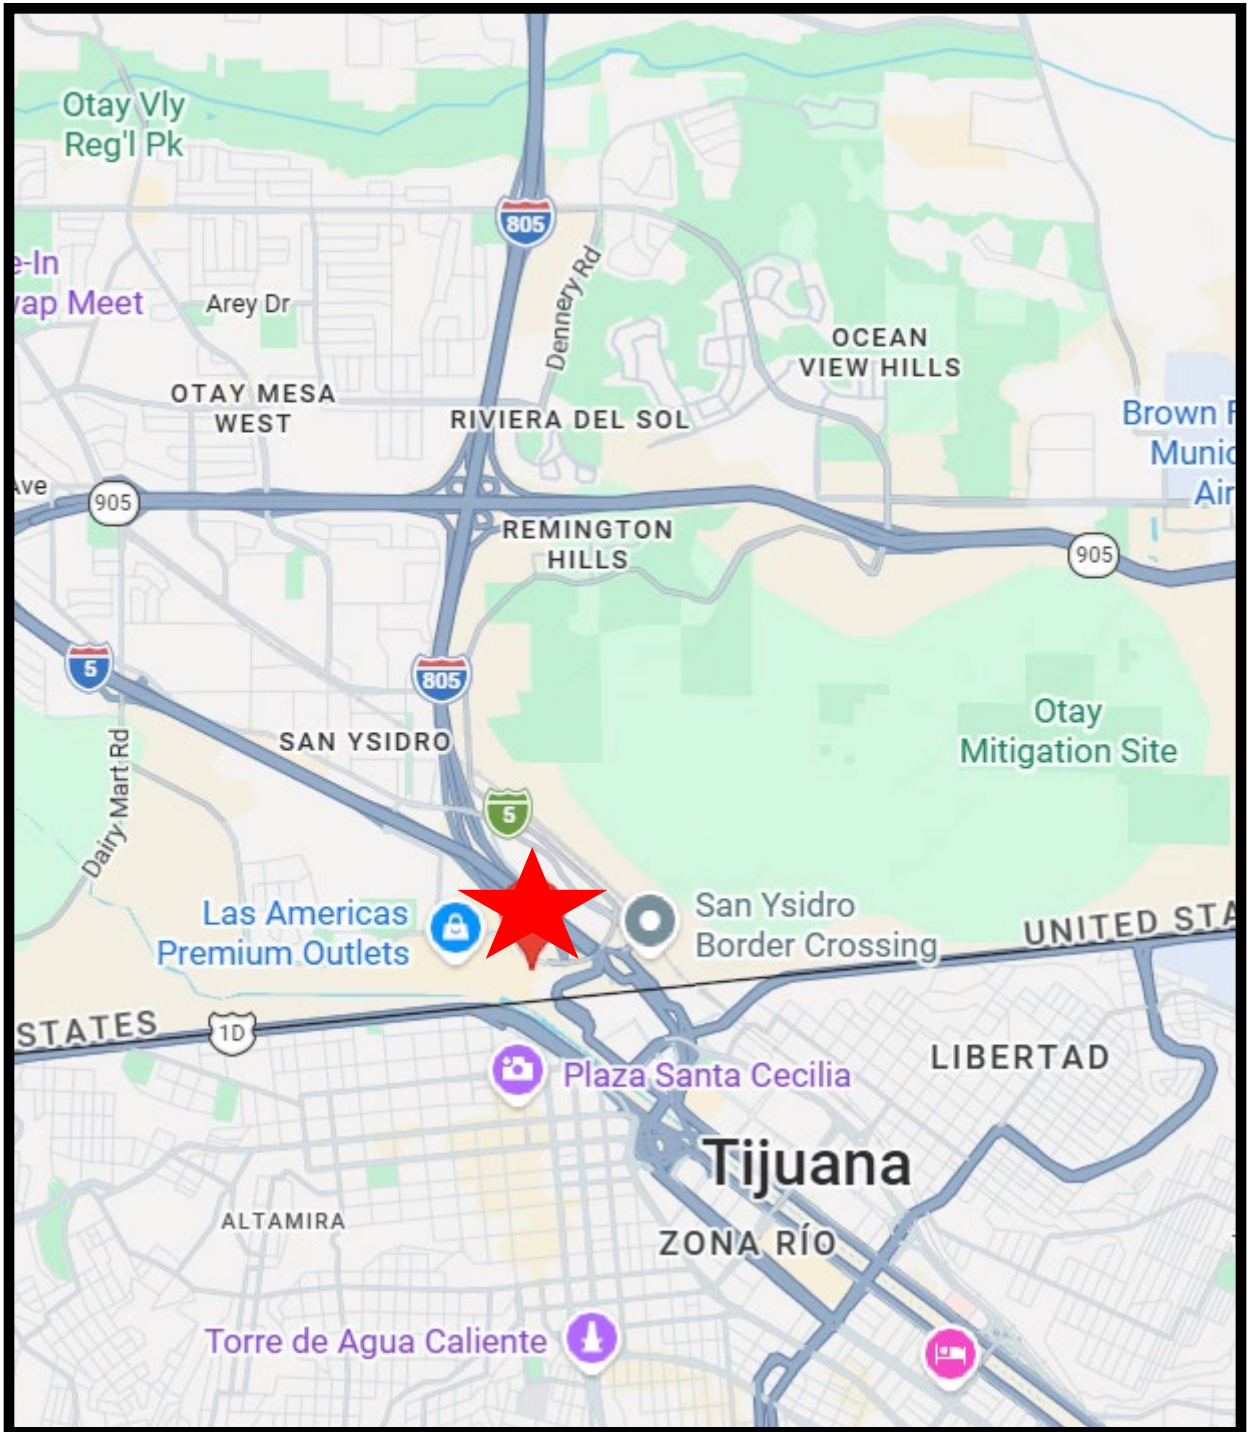 Otay Vly
Reg'l Pk
805
e-In
Dennery Rd
Arey Dr
OCEAN
VIEW HILLS
OTAY MESA
WEST
RIVIERA DEL SOL
Brown F
Munic
Air
Ave
905
REMINGTON
HILLS
905
5
805
Otay
Mitigation Site
SAN YSIDRO
Dairy Mart Rd
5
Las Americas
Premium Outlets
San Ysidro
Border Crossing
UNITED STA
STATES
1D
LIBERTAD
Plaza Santa Cecilia
Tijuana
ALTAMIRA
ZONA RÍO
Torre de Agua Caliente
vap Meet